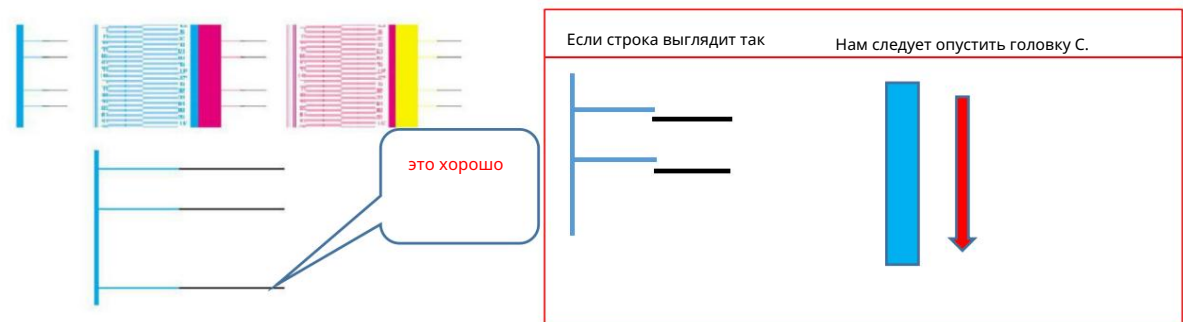 Если строка выглядит так
Нам следует опустить головку C.
это хорошо